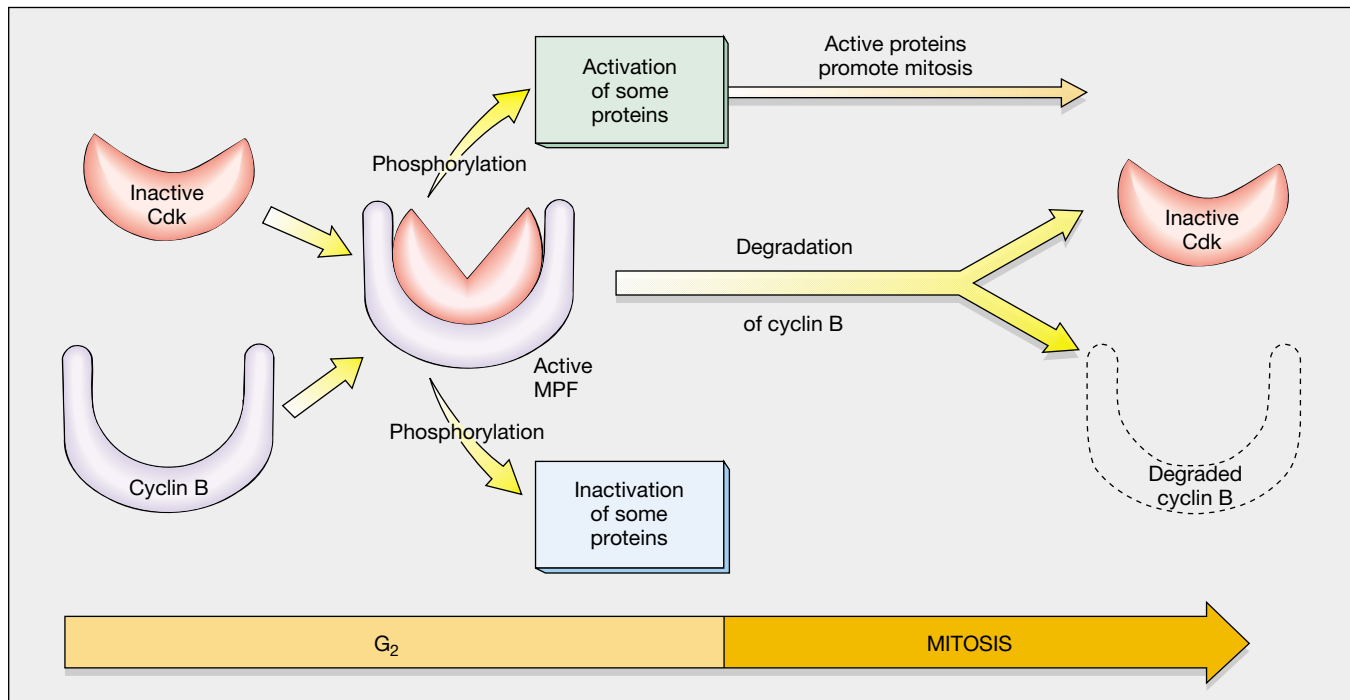 Activation
of some
proteins
Active proteins
promote mitosis
Phosphorylation
Inactive
Cdk
Inactive
Cdk
Degradation
of cyclin B
Active
MPF
Phosphorylation
Cyclin B
Degraded
cyclin B
Inactivation
of some
proteins
G₂
MITOSIS